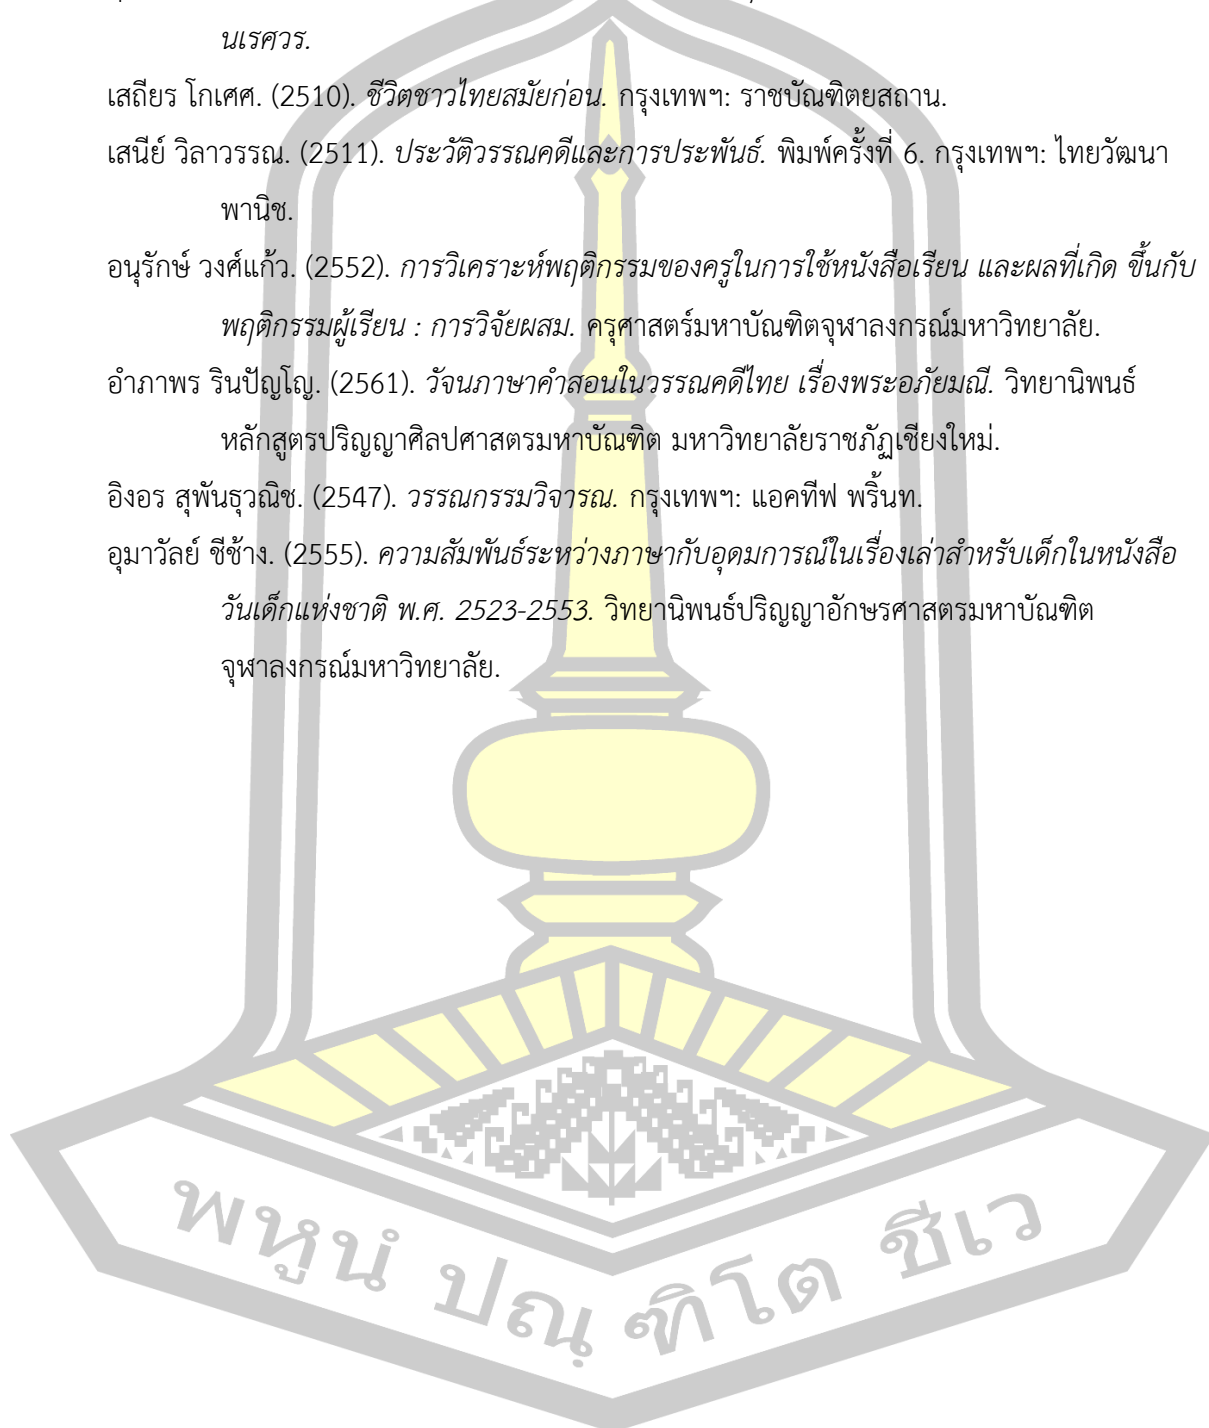 นเรศวร.
เสถียร โกเศศ. (2510). ชีวิตชาวไทยสมัยก่อน. กรุงเทพฯ: ราชบัณฑิตยสถาน.
เสนีย์ วิลาวรรณ. (2511). ประวัติวรรณคดีและการประพันธ์. พิมพ์ครั้งที่ 6. กรุงเทพฯ: ไทยวัฒนา
พานิช.
อนุรักษ์ วงศ์แก้ว. (2552). การวิเคราะห์พฤติกรรมของครูในการใช้หนังสือเรียน และผลที่เกิด ขึ้นกับ
พฤติกรรมผู้เรียน : การวิจัยผสม. ครุศาสตร์มหาบัณฑิตจุฬาลงกรณ์มหาวิทยาลัย.
อำภาพร รินปัญโญ. (2561). วัจนภาษาคำสอนในวรรณคดีไทย เรื่องพระอภัยมณี. วิทยานิพนธ์
หลักสูตรปริญญาศิลปศาสตรมหาบัณฑิต มหาวิทยาลัยราชภัฏเชียงใหม่.
อิงอร สุพันธุวณิช. (2547). วรรณกรรมวิจารณ. กรุงเทพฯ: แอคทีฟ พริ้นท.
อุมาวัลย์ ชีช้าง. (2555). ความสัมพันธ์ระหว่างภาษากับอุดมการณ์ในเรื่องเล่าสำหรับเด็กในหนังสือ
วันเด็กแห่งชาติ พ.ศ. 2523-2553. วิทยานิพนธ์ปริญญาอักษรศาสตรมหาบัณฑิต
จุฬาลงกรณ์มหาวิทยาลัย.
พหูนํ ปณฺฑิโต ชีเว